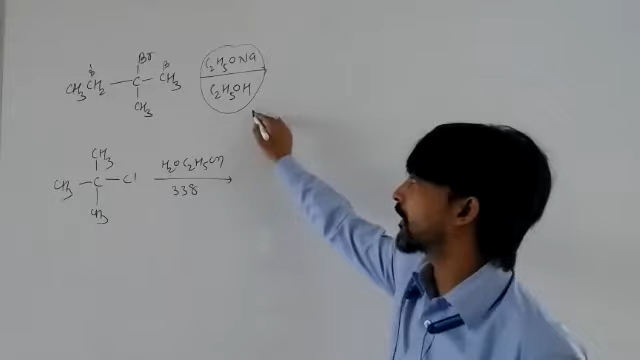 Br
β β
CH3 CH2 — C — CH3
CH3
C2H5ONa
C2H5OH
CH3
CH3 — C — Cl
CH3
H2O C2H5OH
338